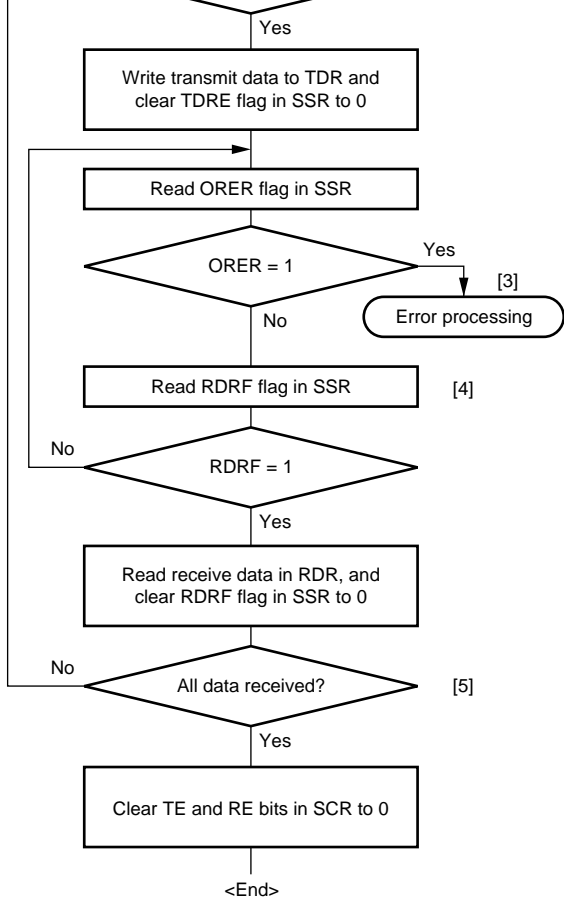 Yes
Write transmit data to TDR and
clear TDRE flag in SSR to 0
Read ORER flag in SSR
ORER = 1
Yes
[3]
Error processing
No
Read RDRF flag in SSR
[4]
No
RDRF = 1
Yes
Read receive data in RDR, and
clear RDRF flag in SSR to 0
No
All data received?
[5]
Yes
Clear TE and RE bits in SCR to 0
<End>